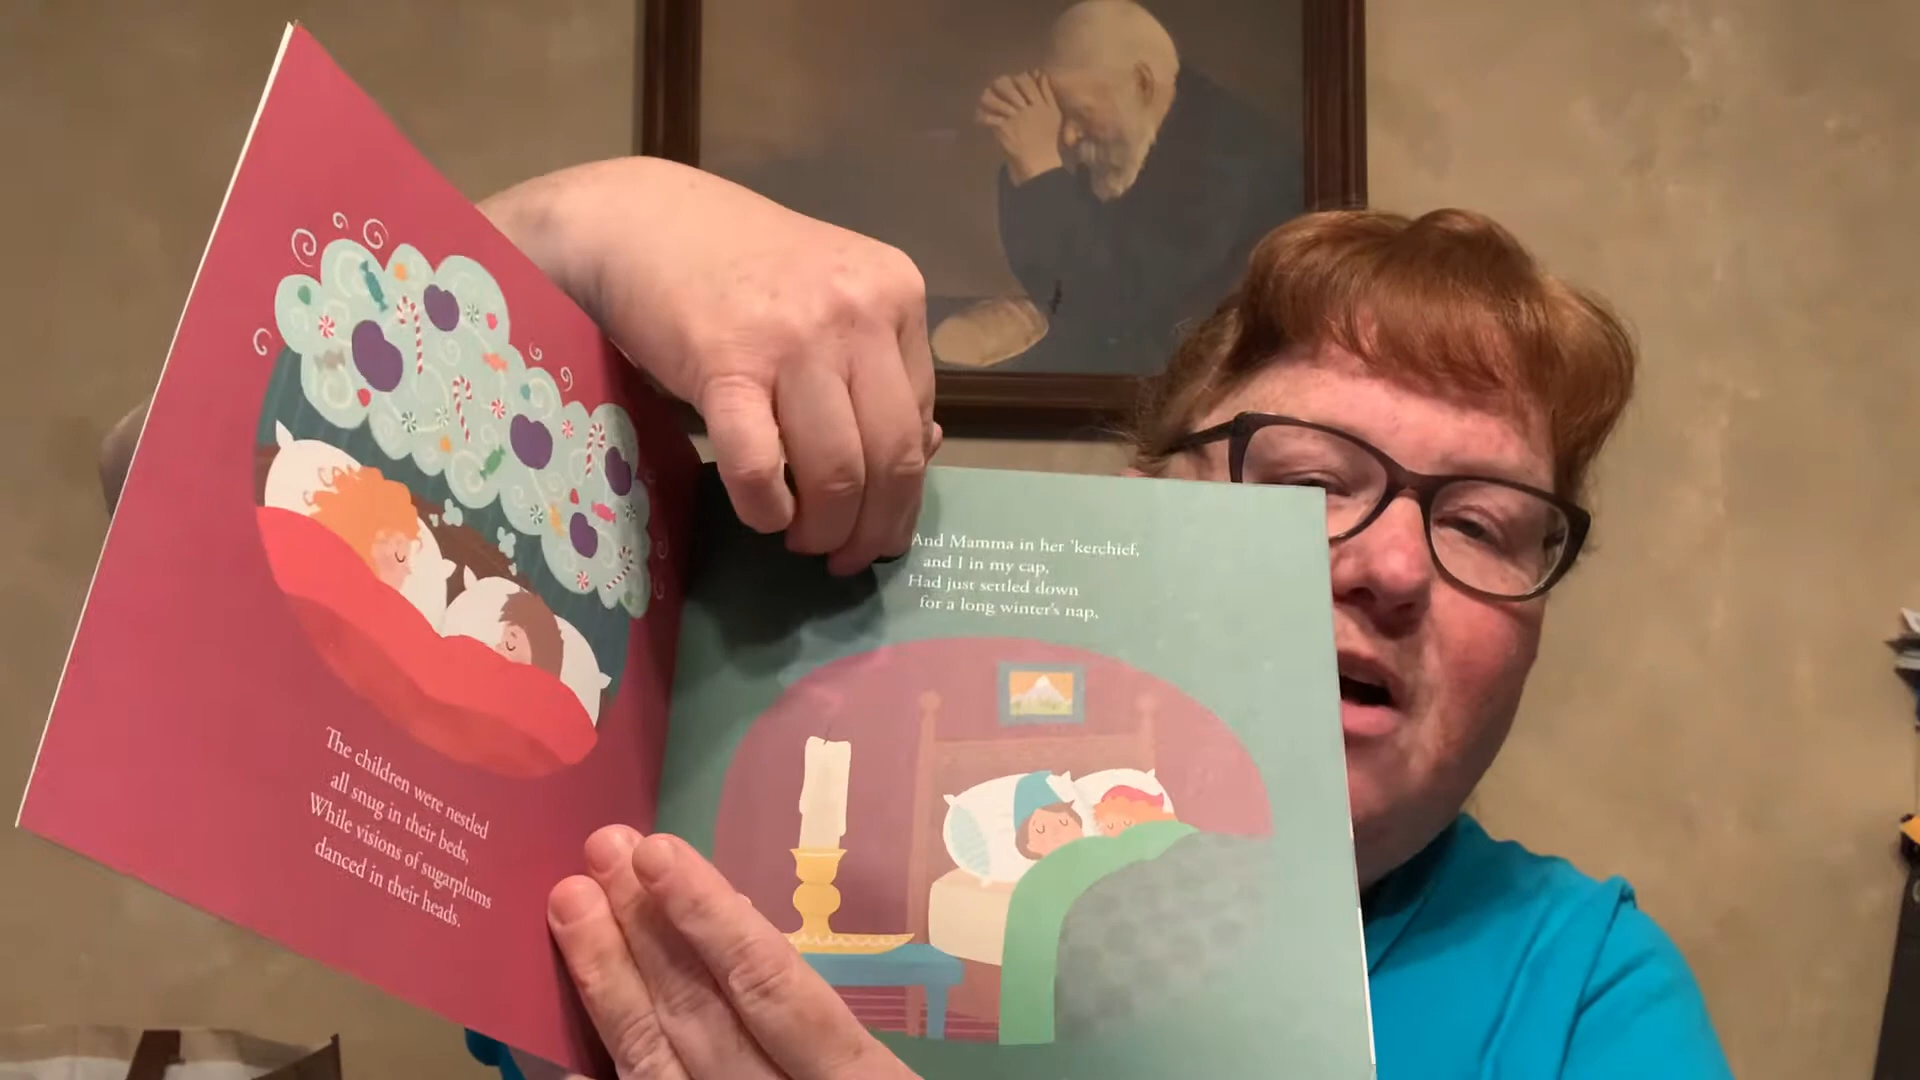 The children were nestled
all snug in their beds,
While visions of sugarplums
danced in their heads.
And Mamma in her 'kerchief,
and I in my cap,
Had just settled down
for a long winter's nap.